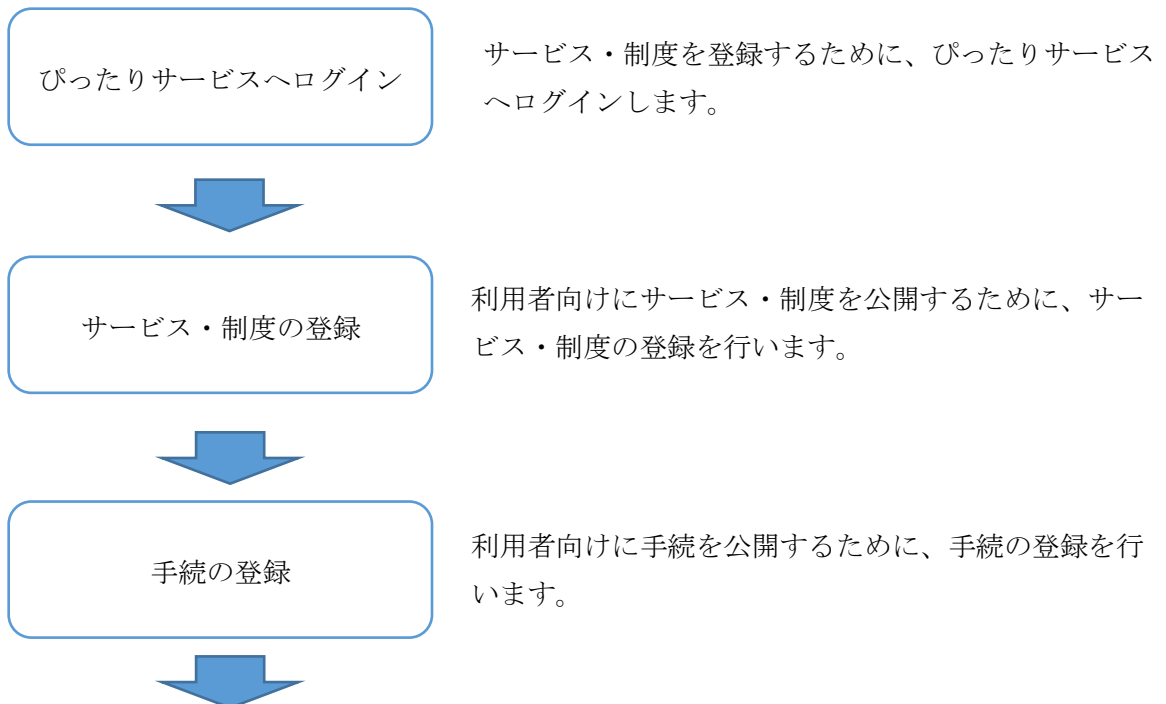 ぴったりサービスへログイン
サービス・制度を登録するために、ぴったりサービス
へログインします。
サービス・制度の登録
利用者向けにサービス・制度を公開するために、サー
ビス・制度の登録を行います。
手続の登録
利用者向けに手続を公開するために、手続の登録を行
います。